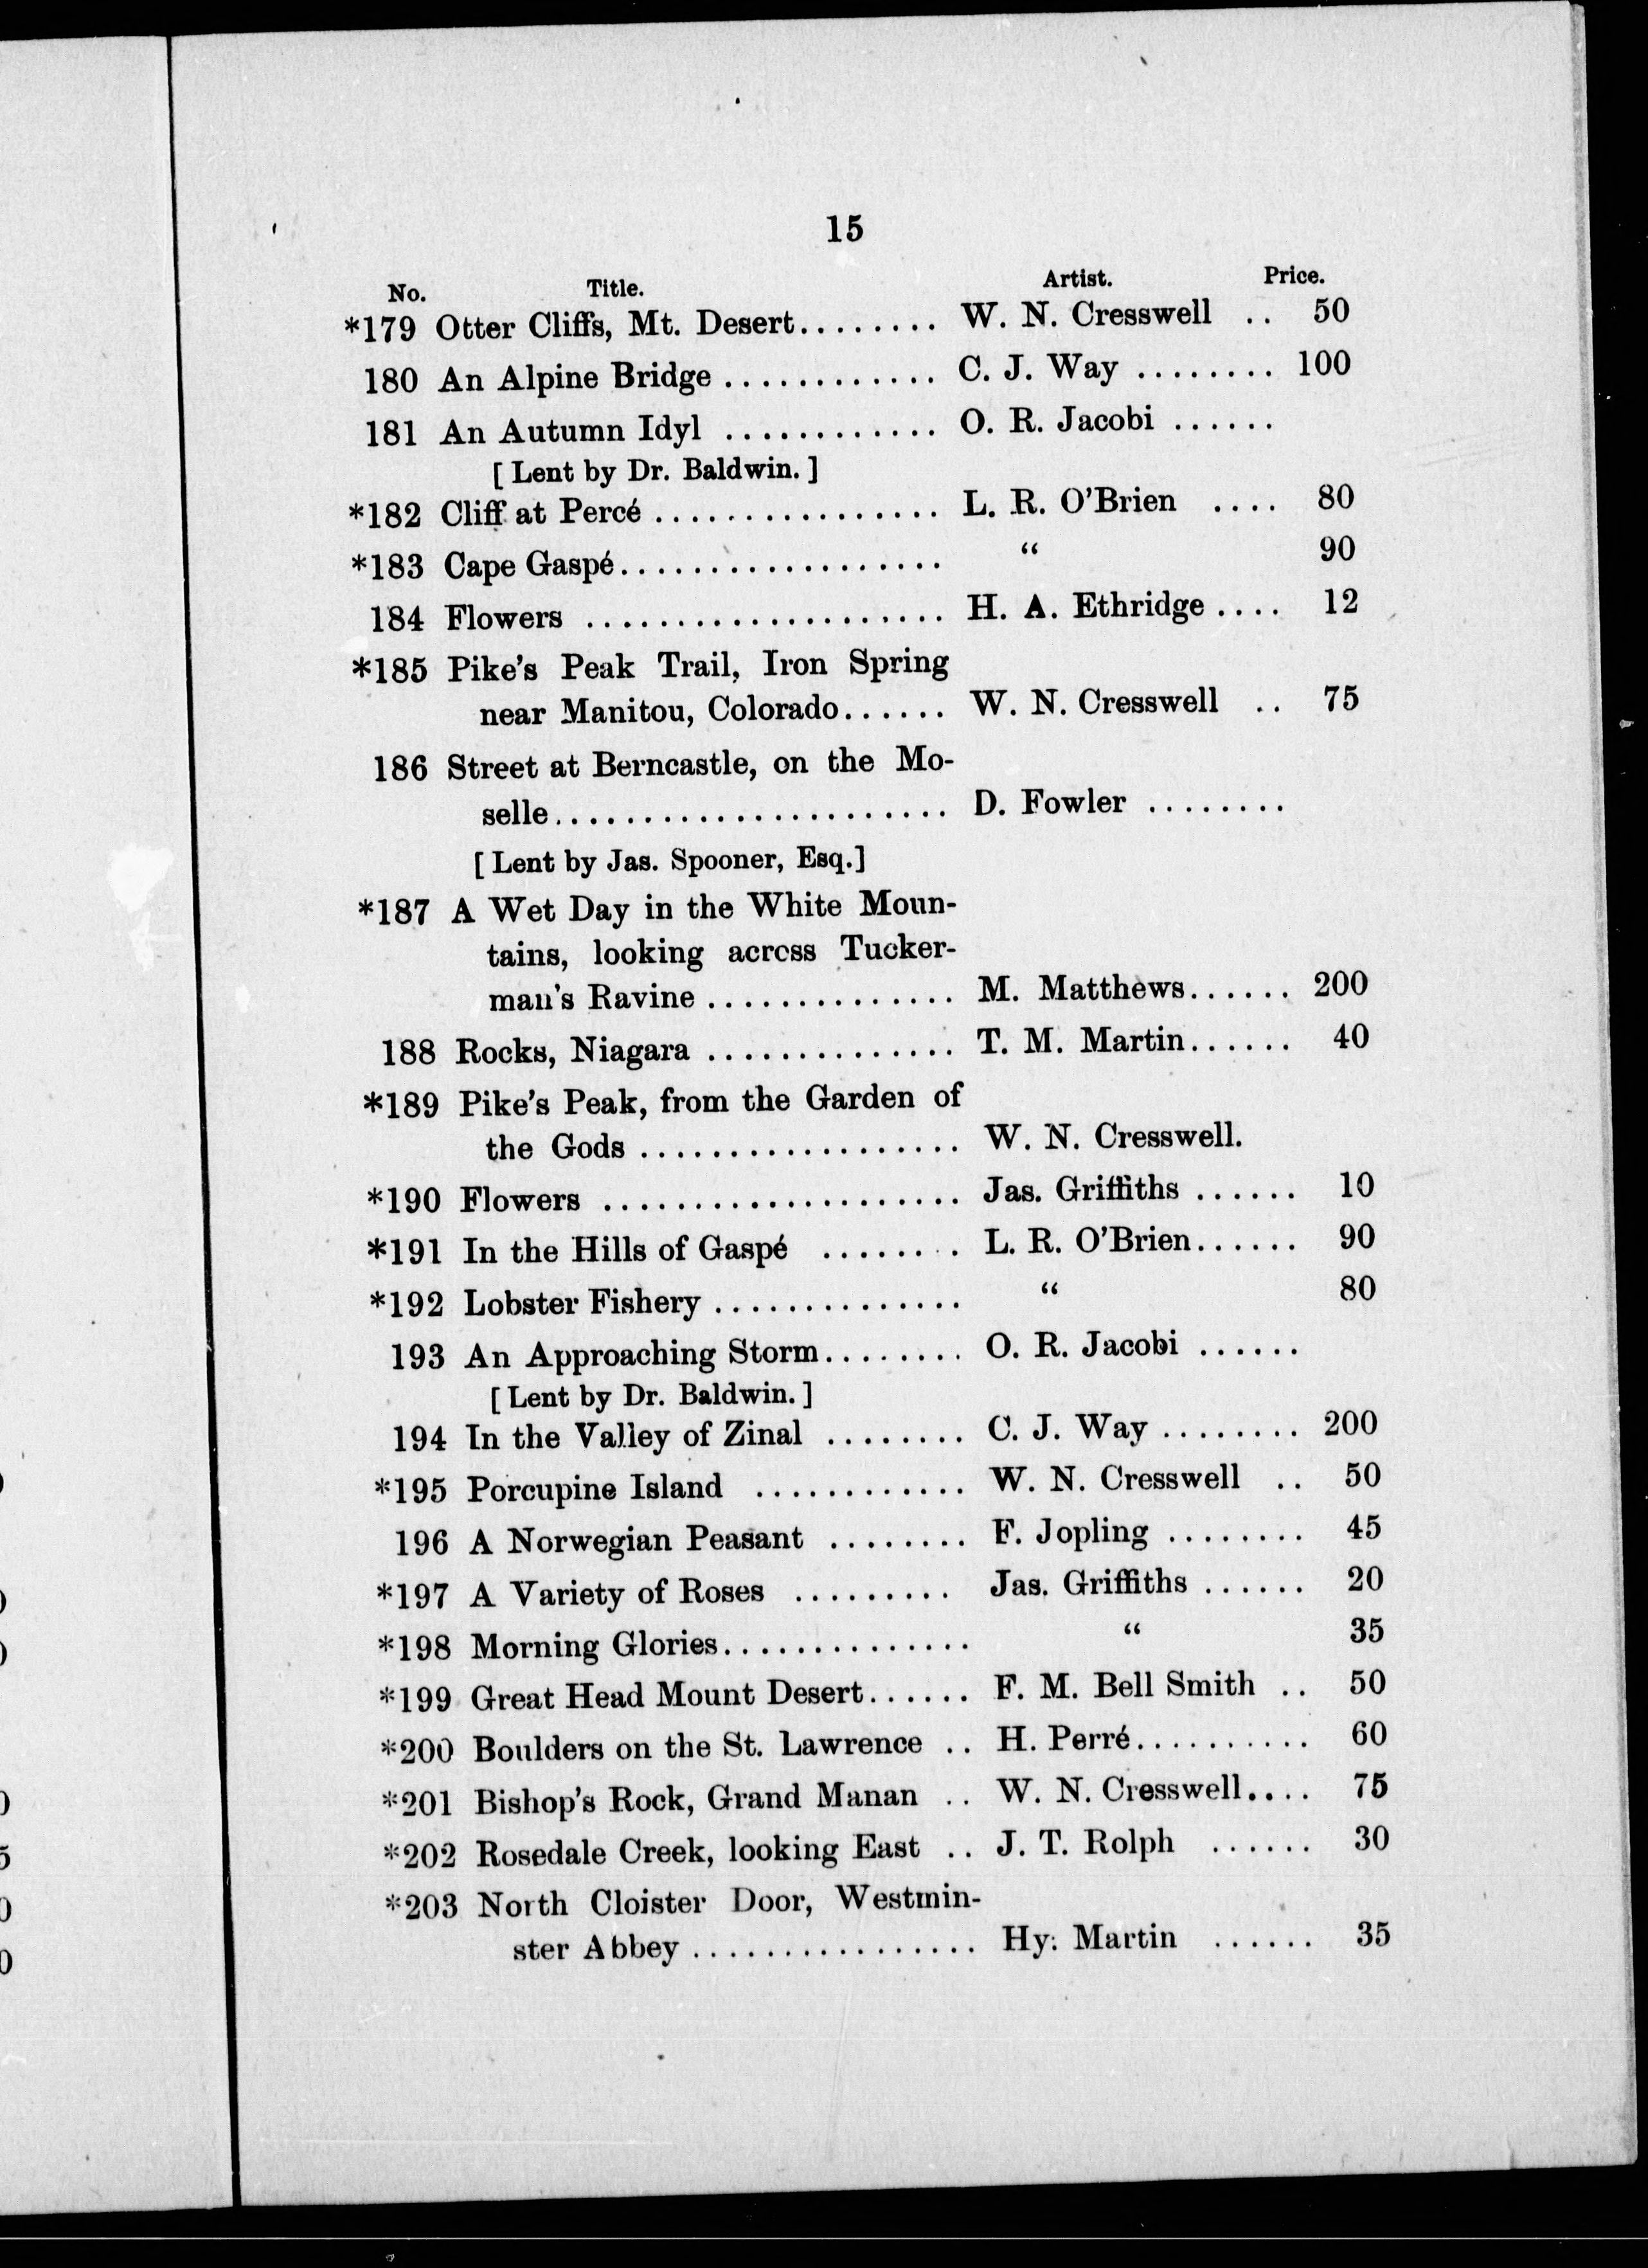 15
No. Title. Artist. Price.
*179 Otter Cliffs, Mt. Desert........ W. N. Cresswell .. 50
180 An Alpine Bridge ............ C. J. Way ........ 100
181 An Autumn Idyl ............ O. R. Jacobi ......
[ Lent by Dr. Baldwin. ]
*182 Cliff at Percé ................ L. R. O'Brien .... 80
*183 Cape Gaspé.................. “ 90
184 Flowers .................... H. A. Ethridge .... 12
*185 Pike's Peak Trail, Iron Spring
near Manitou, Colorado...... W. N. Cresswell .. 75
186 Street at Berncastle, on the Mo-
selle...................... D. Fowler ........
[ Lent by Jas. Spooner, Esq.]
*187 A Wet Day in the White Moun-
tains, looking across Tucker-
man's Ravine .............. M. Matthews...... 200
188 Rocks, Niagara .............. T. M. Martin...... 40
*189 Pike's Peak, from the Garden of
the Gods .................. W. N. Cresswell.
*190 Flowers .................... Jas. Griffiths ...... 10
*191 In the Hills of Gaspé ........ L. R. O'Brien...... 90
*192 Lobster Fishery .............. “ 80
193 An Approaching Storm........ O. R. Jacobi ......
[ Lent by Dr. Baldwin. ]
194 In the Valley of Zinal ........ C. J. Way ........ 200
*195 Porcupine Island ............ W. N. Cresswell .. 50
196 A Norwegian Peasant ........ F. Jopling ........ 45
*197 A Variety of Roses ......... Jas. Griffiths ...... 20
*198 Morning Glories.............. “ 35
*199 Great Head Mount Desert...... F. M. Bell Smith .. 50
*200 Boulders on the St. Lawrence .. H. Perré.......... 60
*201 Bishop's Rock, Grand Manan .. W. N. Cresswell.... 75
*202 Rosedale Creek, looking East .. J. T. Rolph ...... 30
*203 North Cloister Door, Westmin-
ster Abbey ................ Hy. Martin ...... 35